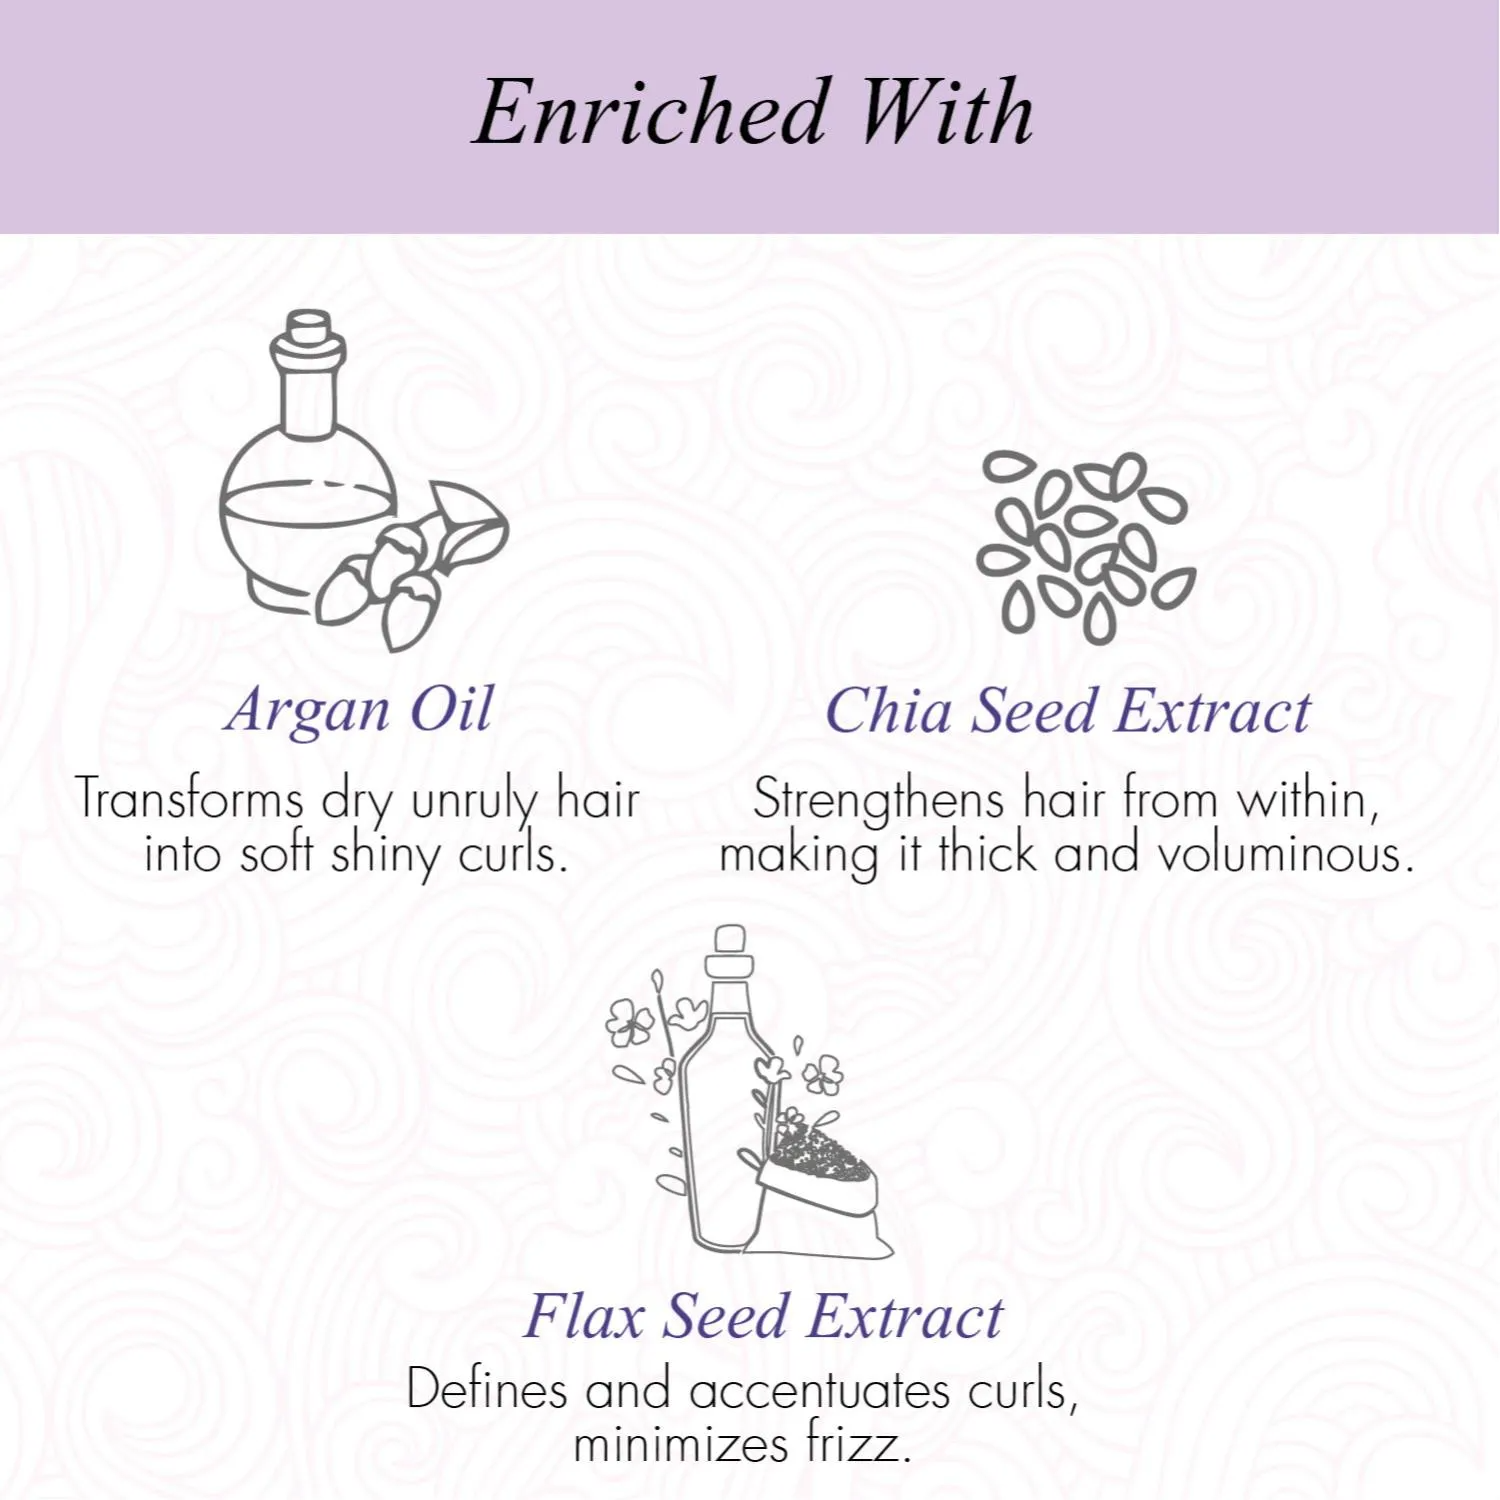 Enriched With
Argan Oil
Transforms dry unruly hair
into soft shiny curls.
Chia Seed Extract
Strengthens hair from within,
making it thick and voluminous.
Flax Seed Extract
Defines and accentuates curls,
minimizes frizz.